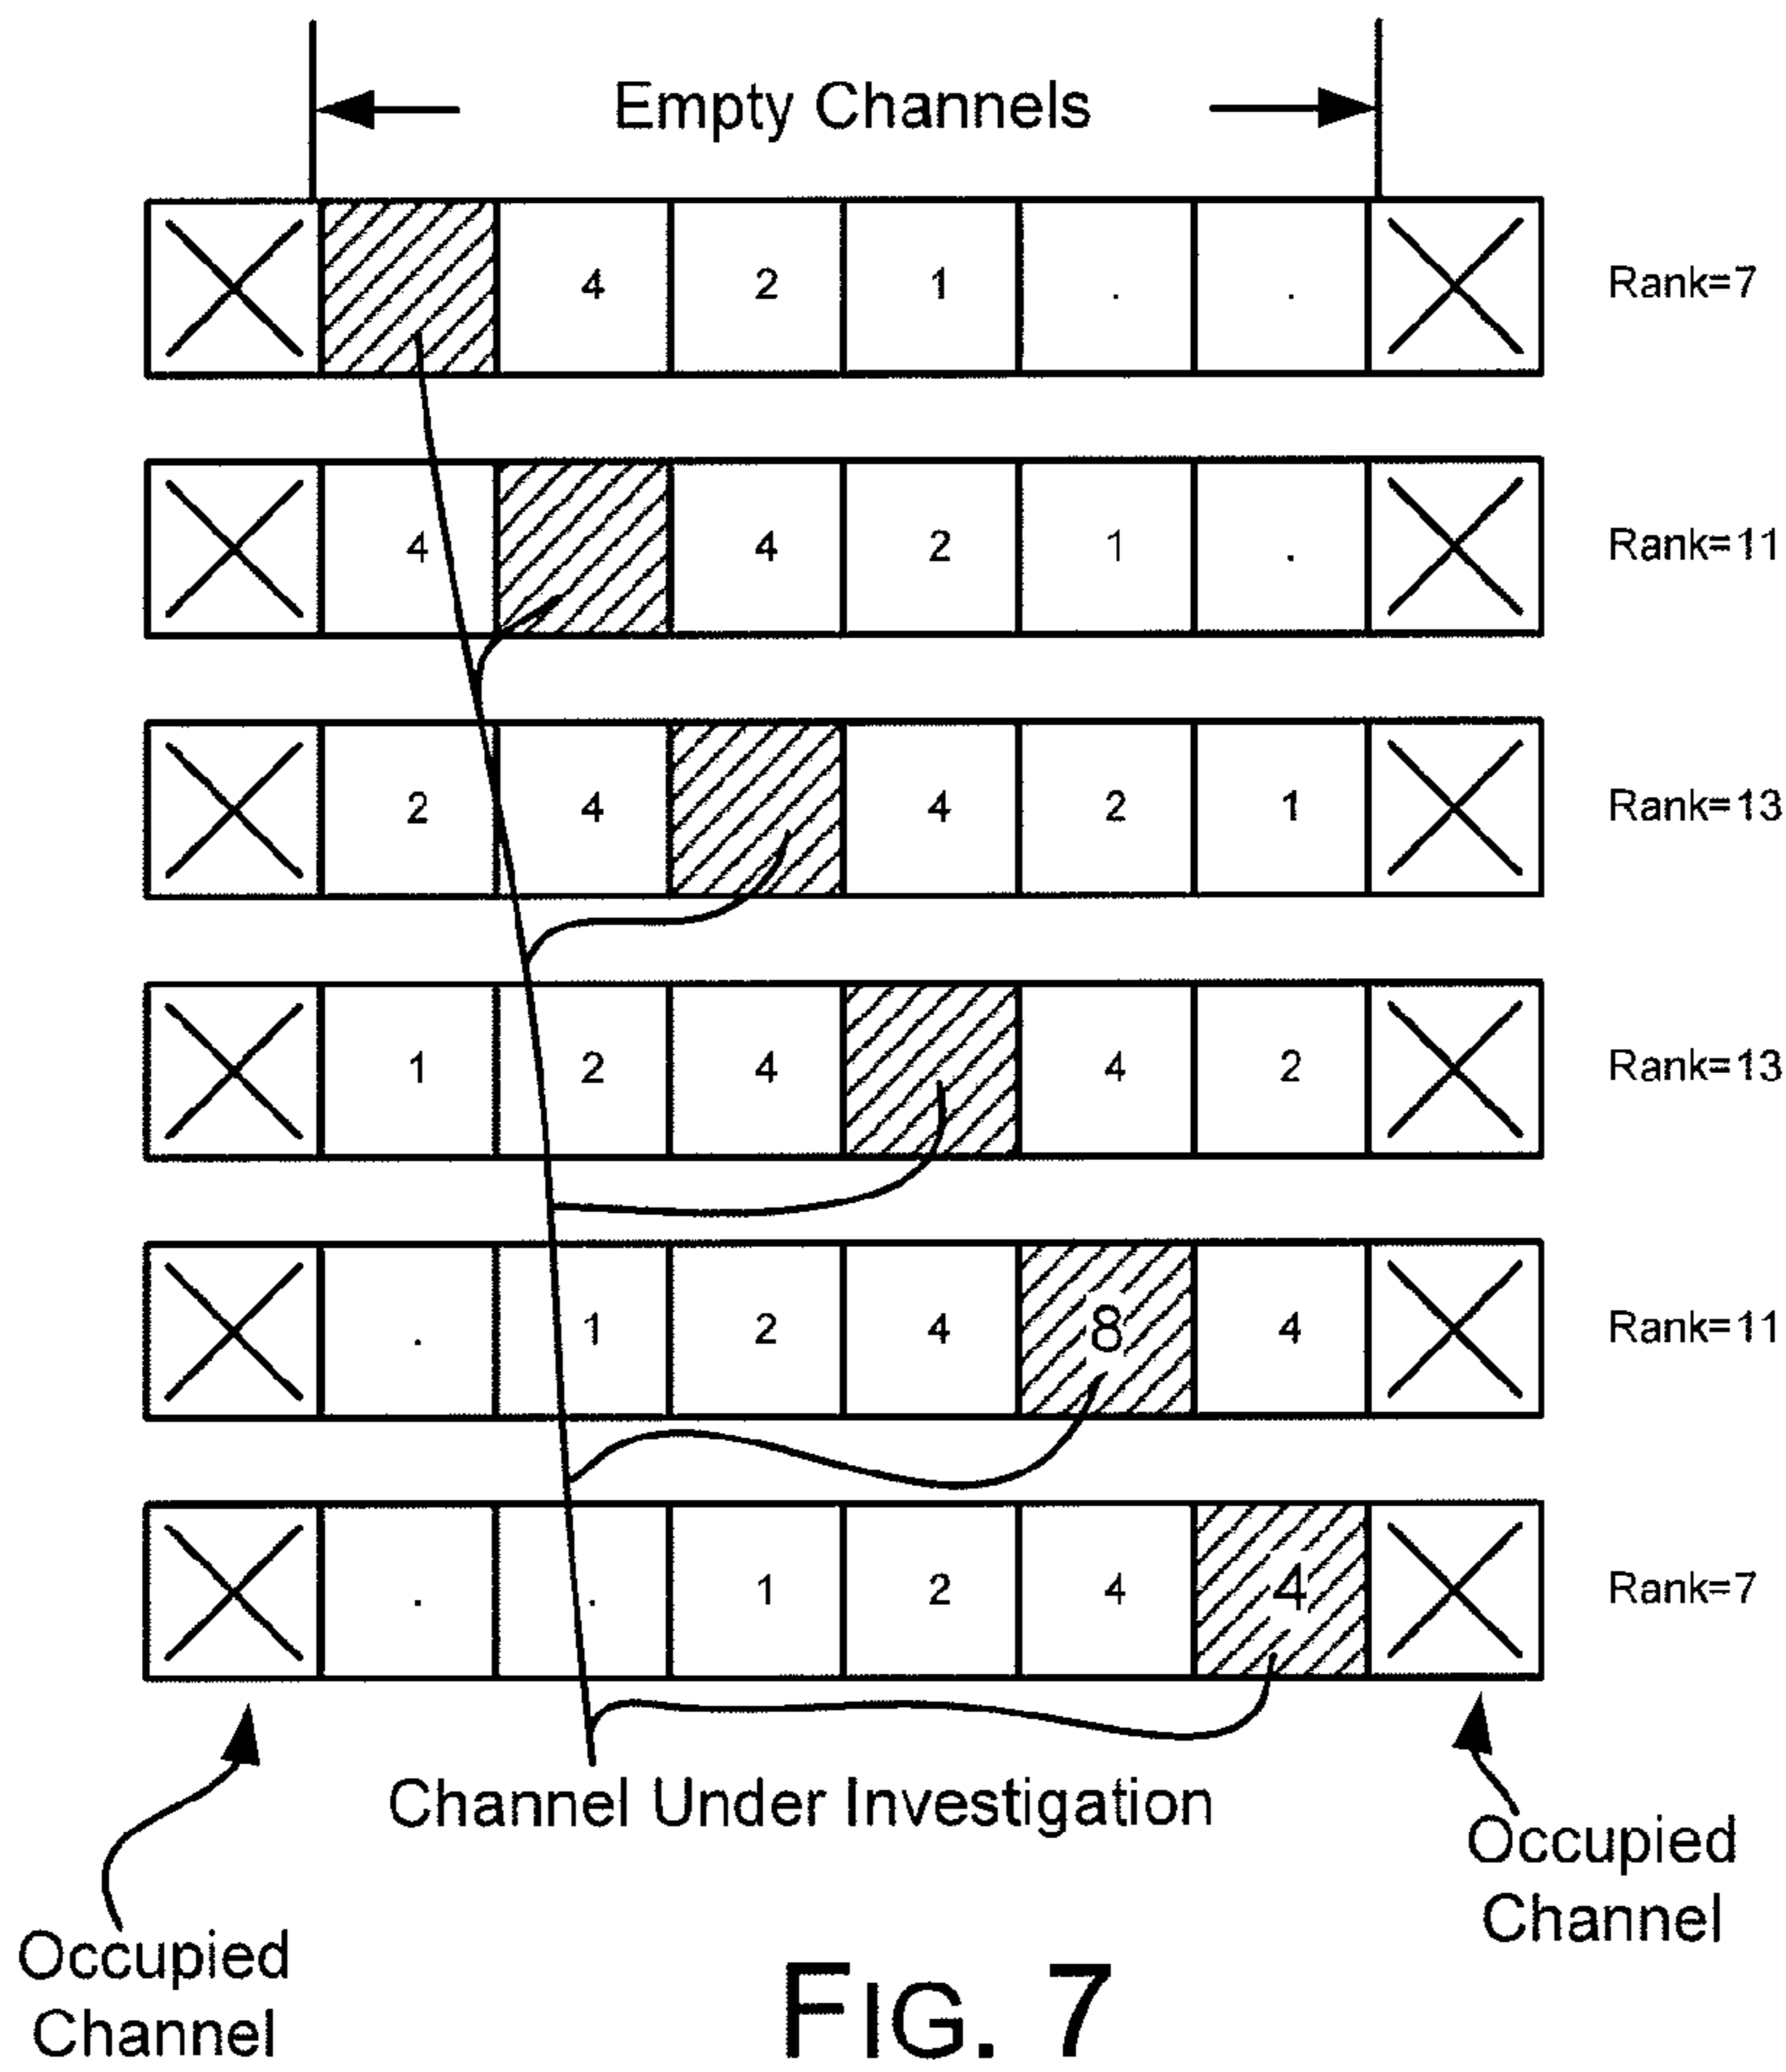 Empty Channels
4 2 1 . . Rank=7
4 4 2 1 . Rank=11
2 4 4 2 1 Rank=13
1 2 4 4 2 Rank=13
. 1 2 4 8 4 Rank=11
. . 1 2 4 4 Rank=7
Channel Under Investigation
Occupied
Channel
Occupied
Channel
FIG. 7